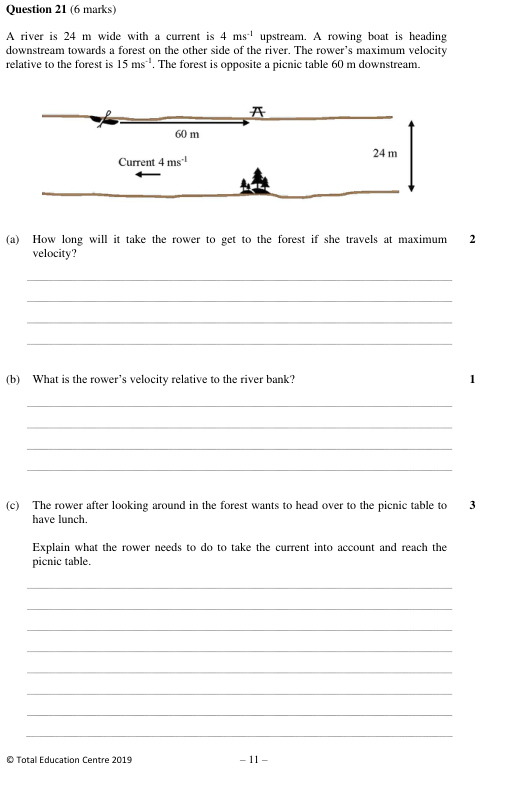 Question 21 (6 marks)
A river is 24 m wide with a current is 4 ms⁻¹ upstream. A rowing boat is heading
downstream towards a forest on the other side of the river. The rower's maximum velocity
relative to the forest is 15 ms⁻¹. The forest is opposite a picnic table 60 m downstream.
60 m
24 m
Current 4 ms⁻¹
(a) How long will it take the rower to get to the forest if she travels at maximum 2
velocity?
(b) What is the rower's velocity relative to the river bank? 1
(c) The rower after looking around in the forest wants to head over to the picnic table to 3
have lunch.
Explain what the rower needs to do to take the current into account and reach the
picnic table.
© Total Education Centre 2019 – 11 –